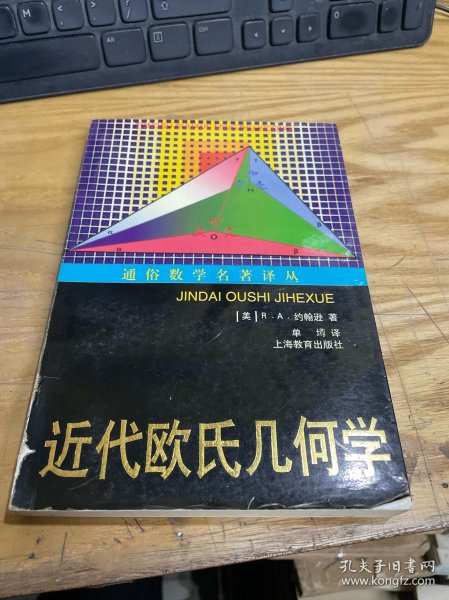 通俗数学名著译丛
JINDAI OUSHI JIHEXUE
[美] R.A.约翰逊 著
单 墫 译
上海教育出版社
近代欧氏几何学
孔夫子旧书网
www.kongfz.com